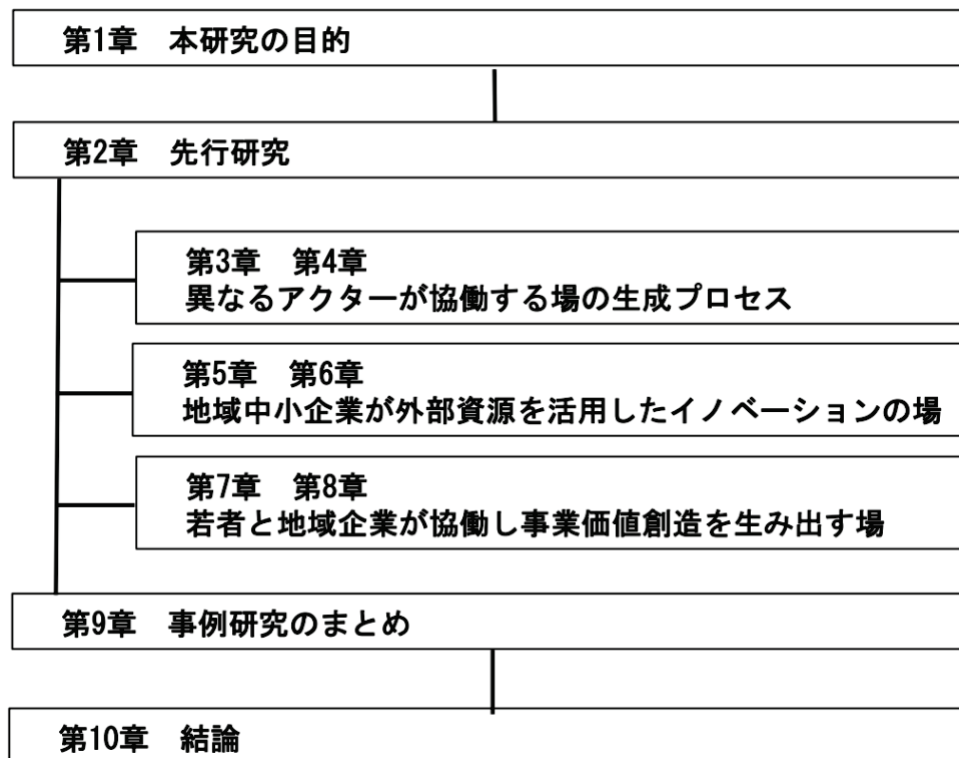 第1章　本研究の目的
第2章　先行研究
第3章　第4章
異なるアクターが協働する場の生成プロセス
第5章　第6章
地域中小企業が外部資源を活用したイノベーションの場
第7章　第8章
若者と地域企業が協働し事業価値創造を生み出す場
第9章　事例研究のまとめ
第10章　結論